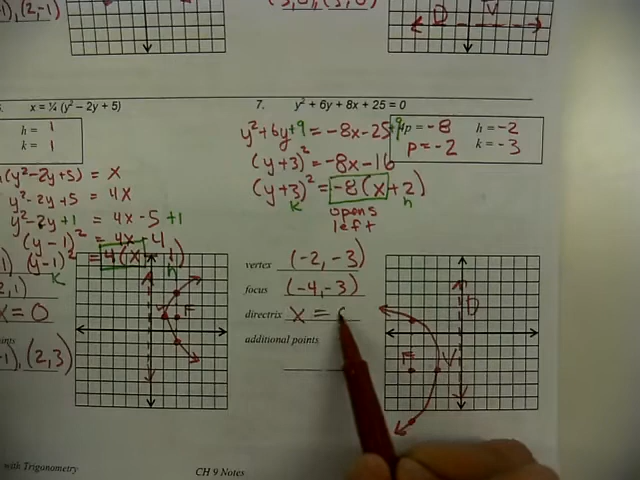 ), (2,-1)
D V
x = ¼ (y² – 2y + 5)
h = 1
k = 1
(y²-2y+5) = x
y²-2y+5 = 4x
y²-2y+1 = 4x-5+1
(y-1)² = 4x-4
(y-1)² = 4(x-1)
k h
x = 0
), (2,3)
V F
7. y² + 6y + 8x + 25 = 0
y²+6y+9 = -8x-25+9
(y+3)² = -8x-16
(y+3)² = -8(x+2)
k h
opens
left
4p = -8 h = -2
p = -2 k = -3
vertex (-2, -3)
focus (-4,-3)
directrix x =
additional points
D
F V
with Trigonometry
CH 9 Notes